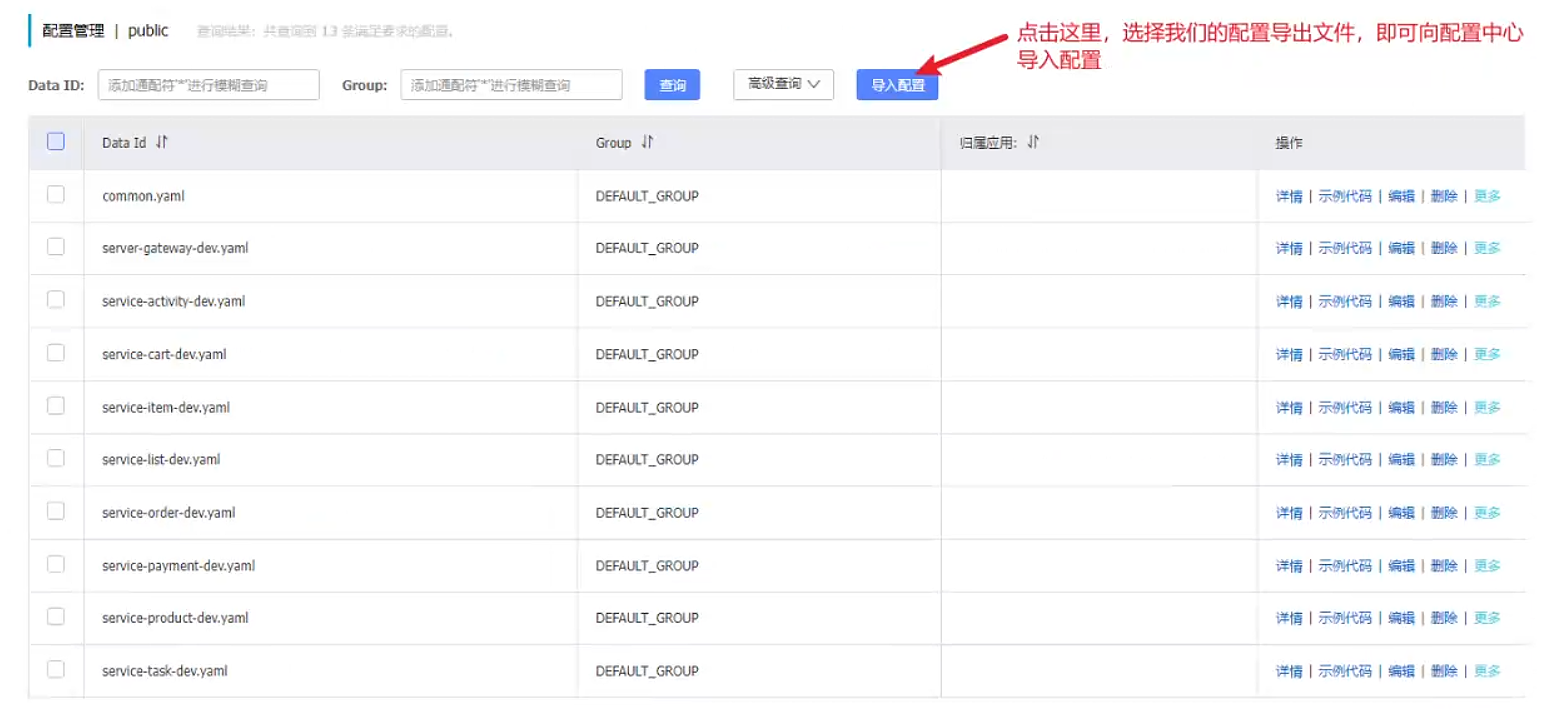 配置管理 | public 查询结果：共查询到 13 条满足要求的配置。
点击这里，选择我们的配置导出文件，即可向配置中心
导入配置
Data ID: 添加通配符'*'进行模糊查询 Group: 添加通配符'*'进行模糊查询 查询 高级查询 导入配置
Data Id Group 归属应用: 操作
common.yaml DEFAULT_GROUP 详情 | 示例代码 | 编辑 | 删除 | 更多
server-gateway-dev.yaml DEFAULT_GROUP 详情 | 示例代码 | 编辑 | 删除 | 更多
service-activity-dev.yaml DEFAULT_GROUP 详情 | 示例代码 | 编辑 | 删除 | 更多
service-cart-dev.yaml DEFAULT_GROUP 详情 | 示例代码 | 编辑 | 删除 | 更多
service-item-dev.yaml DEFAULT_GROUP 详情 | 示例代码 | 编辑 | 删除 | 更多
service-list-dev.yaml DEFAULT_GROUP 详情 | 示例代码 | 编辑 | 删除 | 更多
service-order-dev.yaml DEFAULT_GROUP 详情 | 示例代码 | 编辑 | 删除 | 更多
service-payment-dev.yaml DEFAULT_GROUP 详情 | 示例代码 | 编辑 | 删除 | 更多
service-product-dev.yaml DEFAULT_GROUP 详情 | 示例代码 | 编辑 | 删除 | 更多
service-task-dev.yaml DEFAULT_GROUP 详情 | 示例代码 | 编辑 | 删除 | 更多